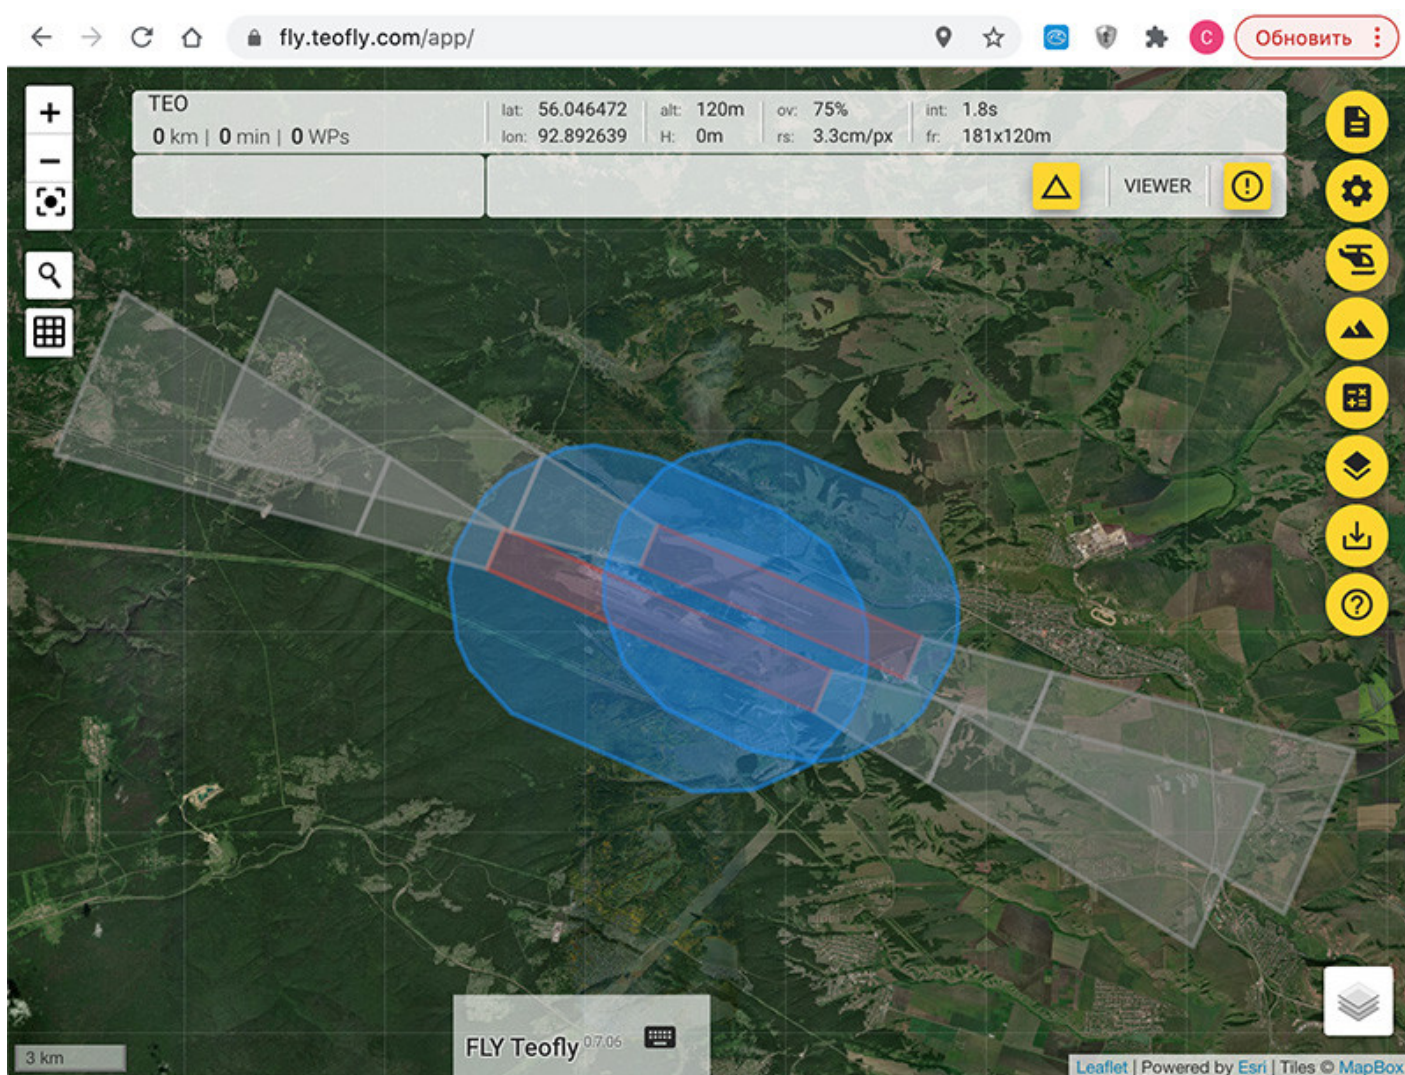 fly.teofly.com/app/
C
Обновить
TEO
0 km | 0 min | 0 WPs
lat: 56.046472
lon: 92.892639
alt: 120m
H: 0m
ov: 75%
rs: 3.3cm/px
int: 1.8s
fr: 181x120m
VIEWER
FLY Teofly 0.7.06
3 km
Leaflet | Powered by Esri | Tiles © MapBox